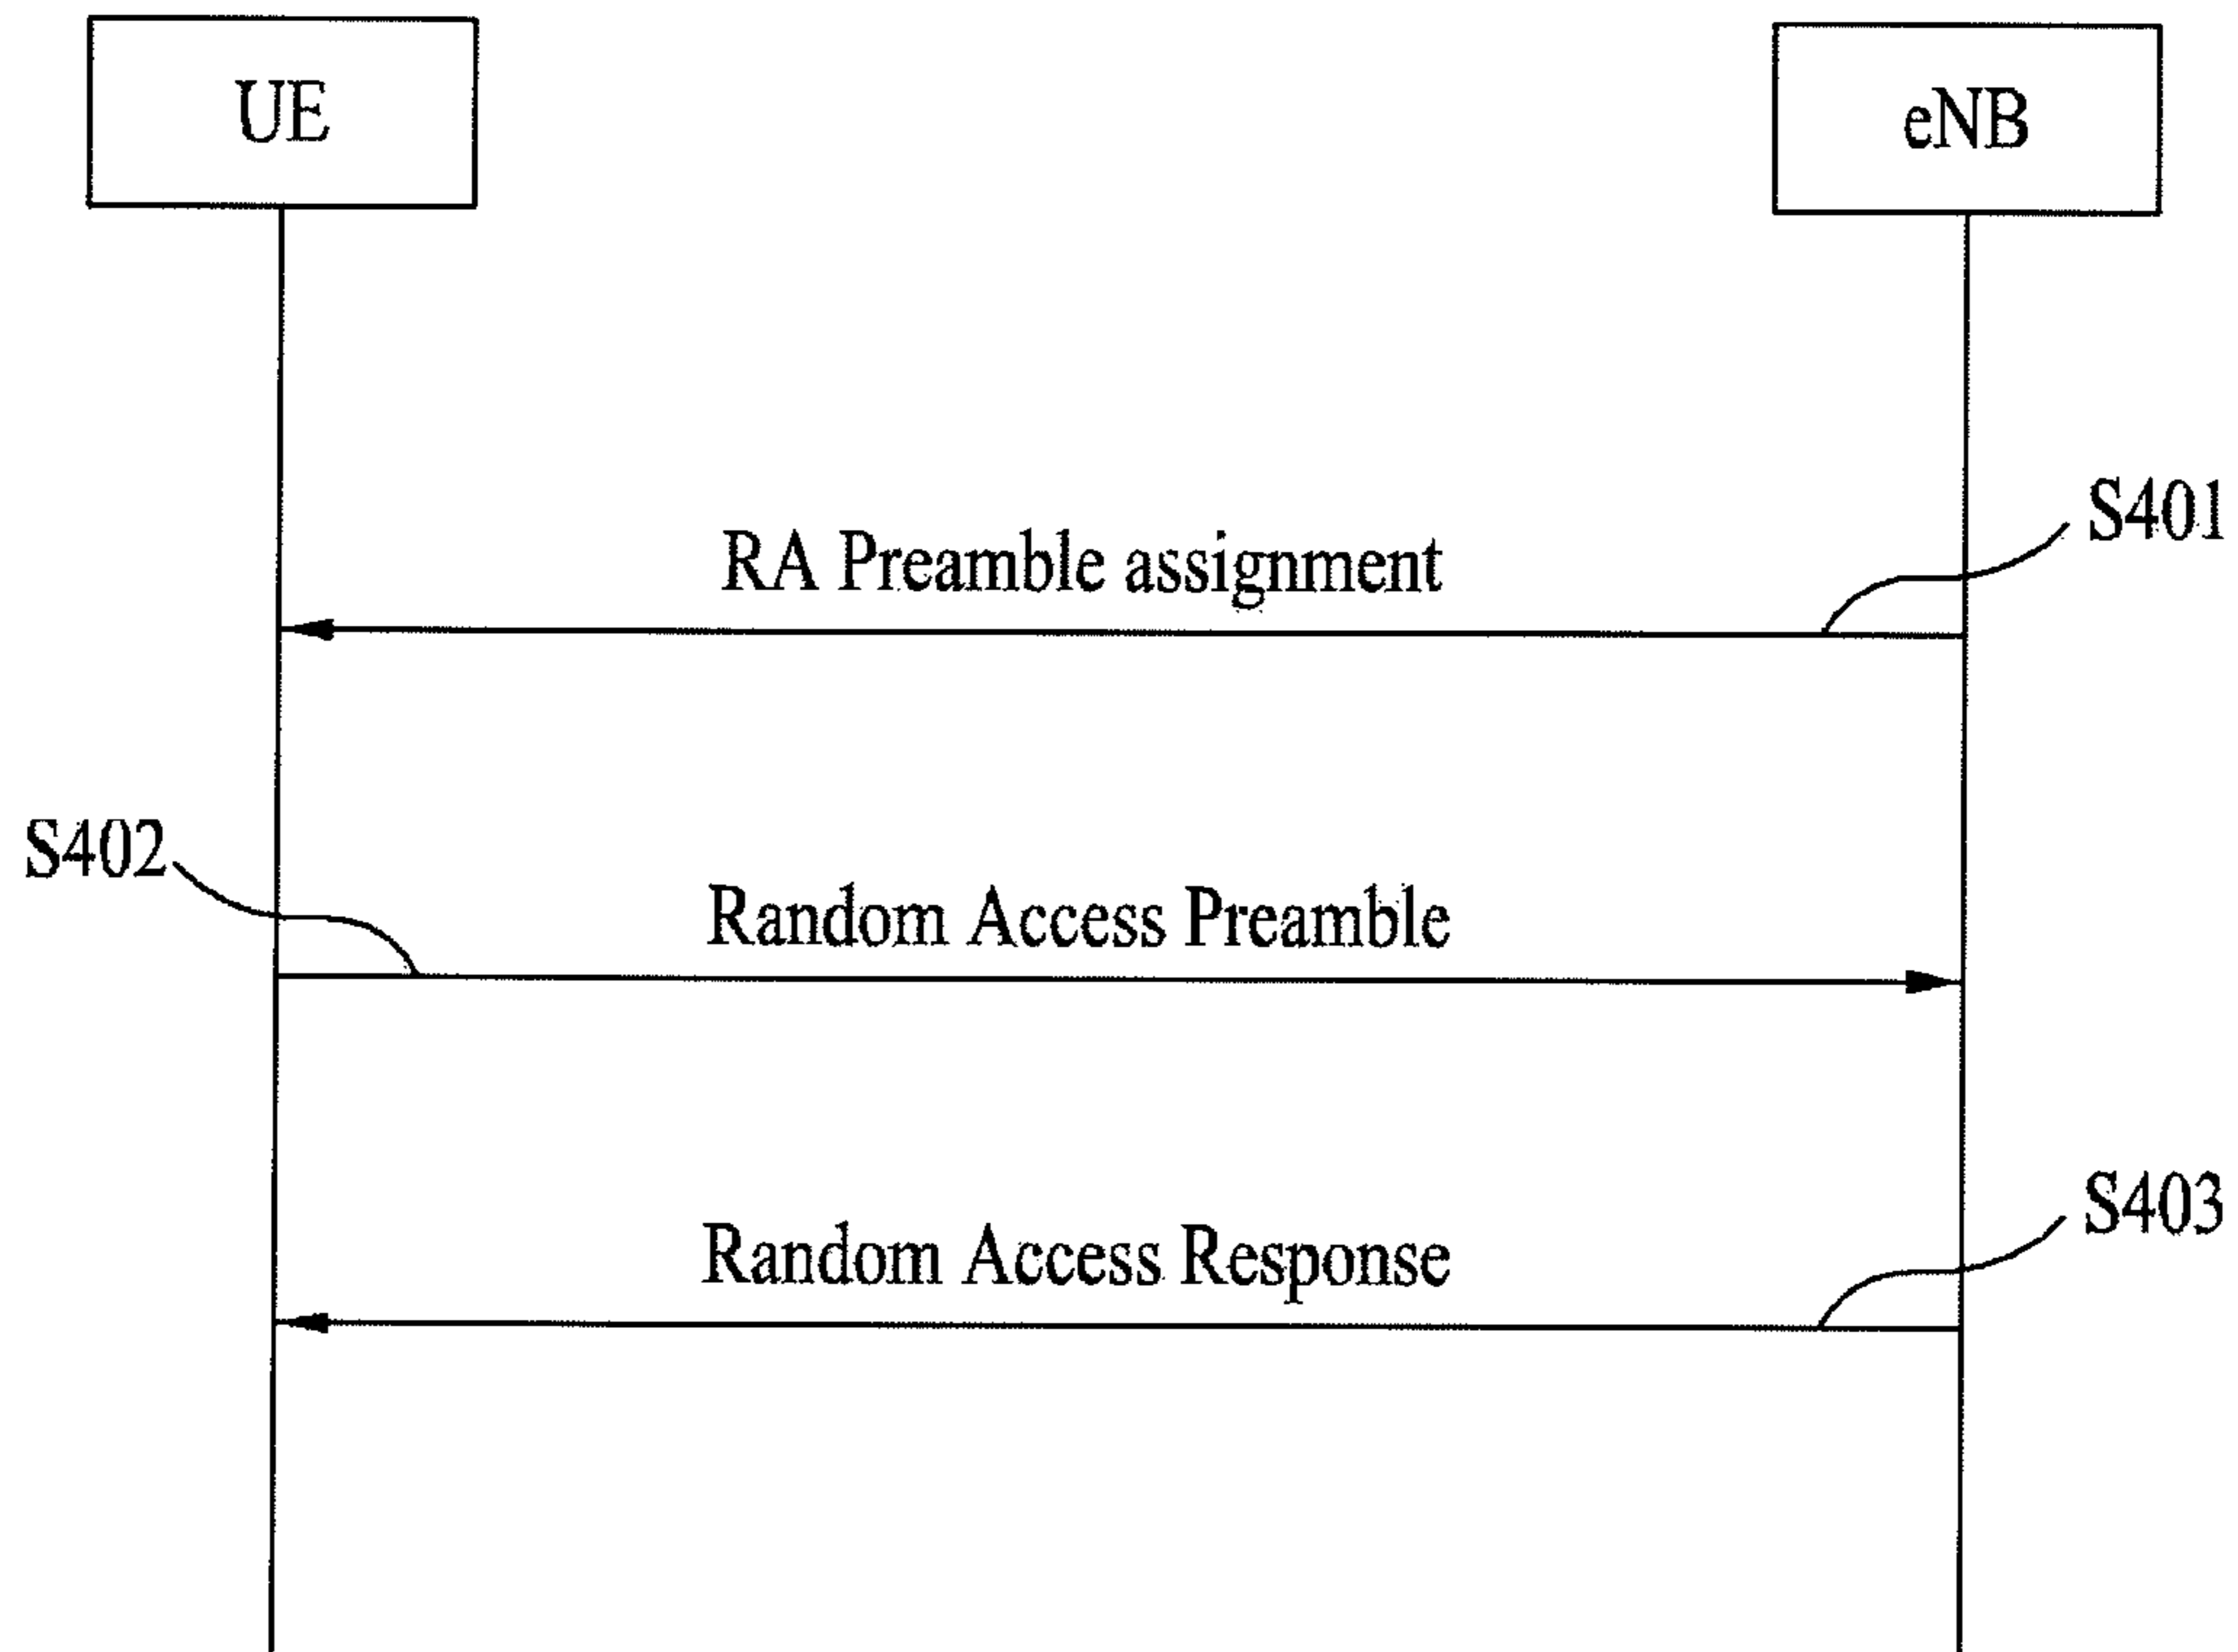 UE
eNB
S401
RA Preamble assignment
S402
Random Access Preamble
S403
Random Access Response